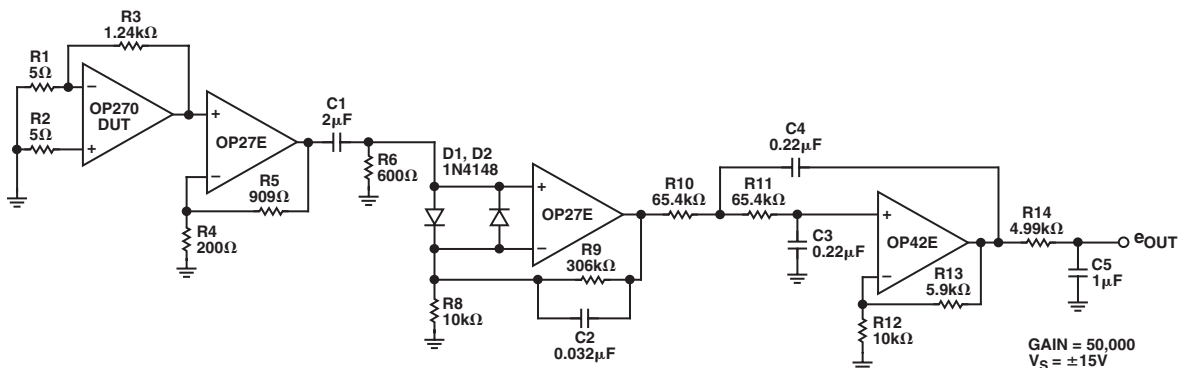 R3
1.24kΩ
R1
5Ω
−
OP270
DUT
R2
5Ω
+
+
OP27E
−
R5
909Ω
R4
200Ω
C1
2μF
R6
600Ω
D1, D2
1N4148
+
OP27E
−
R9
306kΩ
R8
10kΩ
C2
0.032μF
R10
65.4kΩ
R11
65.4kΩ
C4
0.22μF
C3
0.22μF
+
OP42E
−
R13
5.9kΩ
R12
10kΩ
R14
4.99kΩ
C5
1μF
eOUT
GAIN = 50,000
VS = ±15V